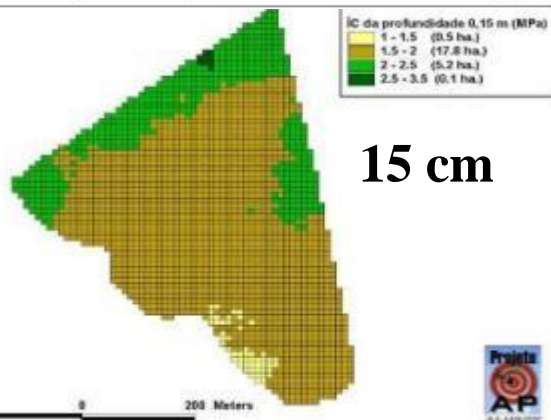 IC da profundidade 0,15 m (MPa)
1 - 1.5 (0.5 ha.)
1.5 - 2 (17.8 ha.)
2 - 2.5 (5.2 ha.)
2.5 - 3.5 (0.1 ha.)
15 cm
0 200 Meters
Projeto
AP